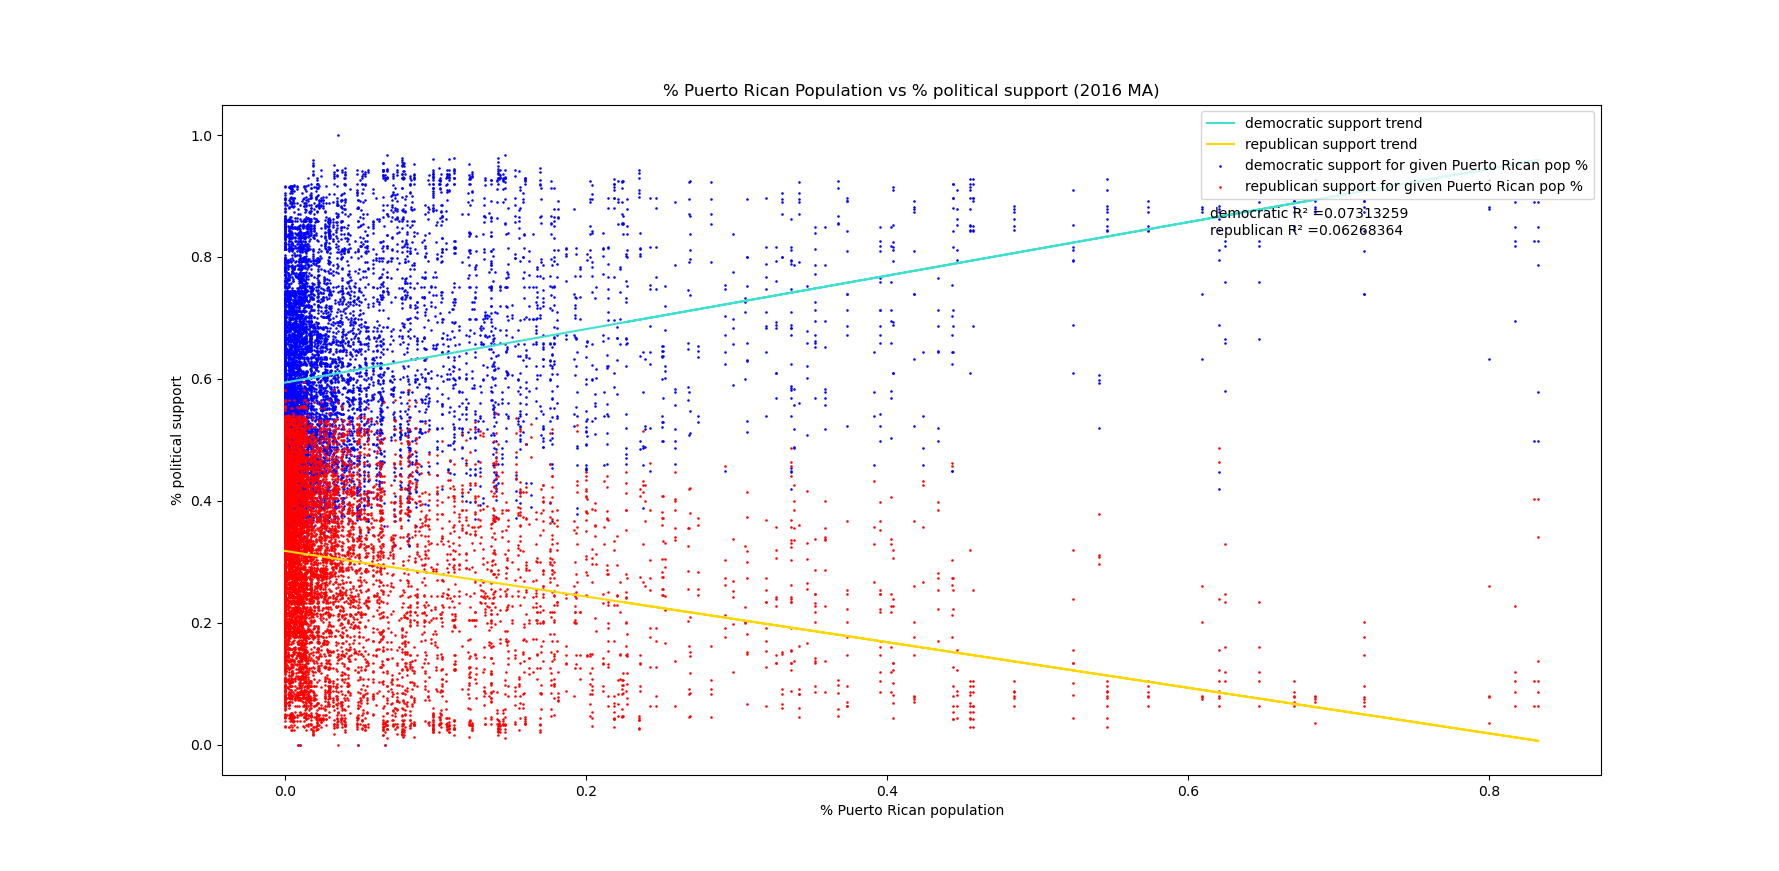 % Puerto Rican Population vs % political support (2016 MA)
democratic support trend
republican support trend
democratic support for given Puerto Rican pop %
republican support for given Puerto Rican pop %
democratic R² =0.07313259
republican R² =0.06268364
% political support
1.0
0.8
0.6
0.4
0.2
0.0
0.0 0.2 0.4 0.6 0.8
% Puerto Rican population